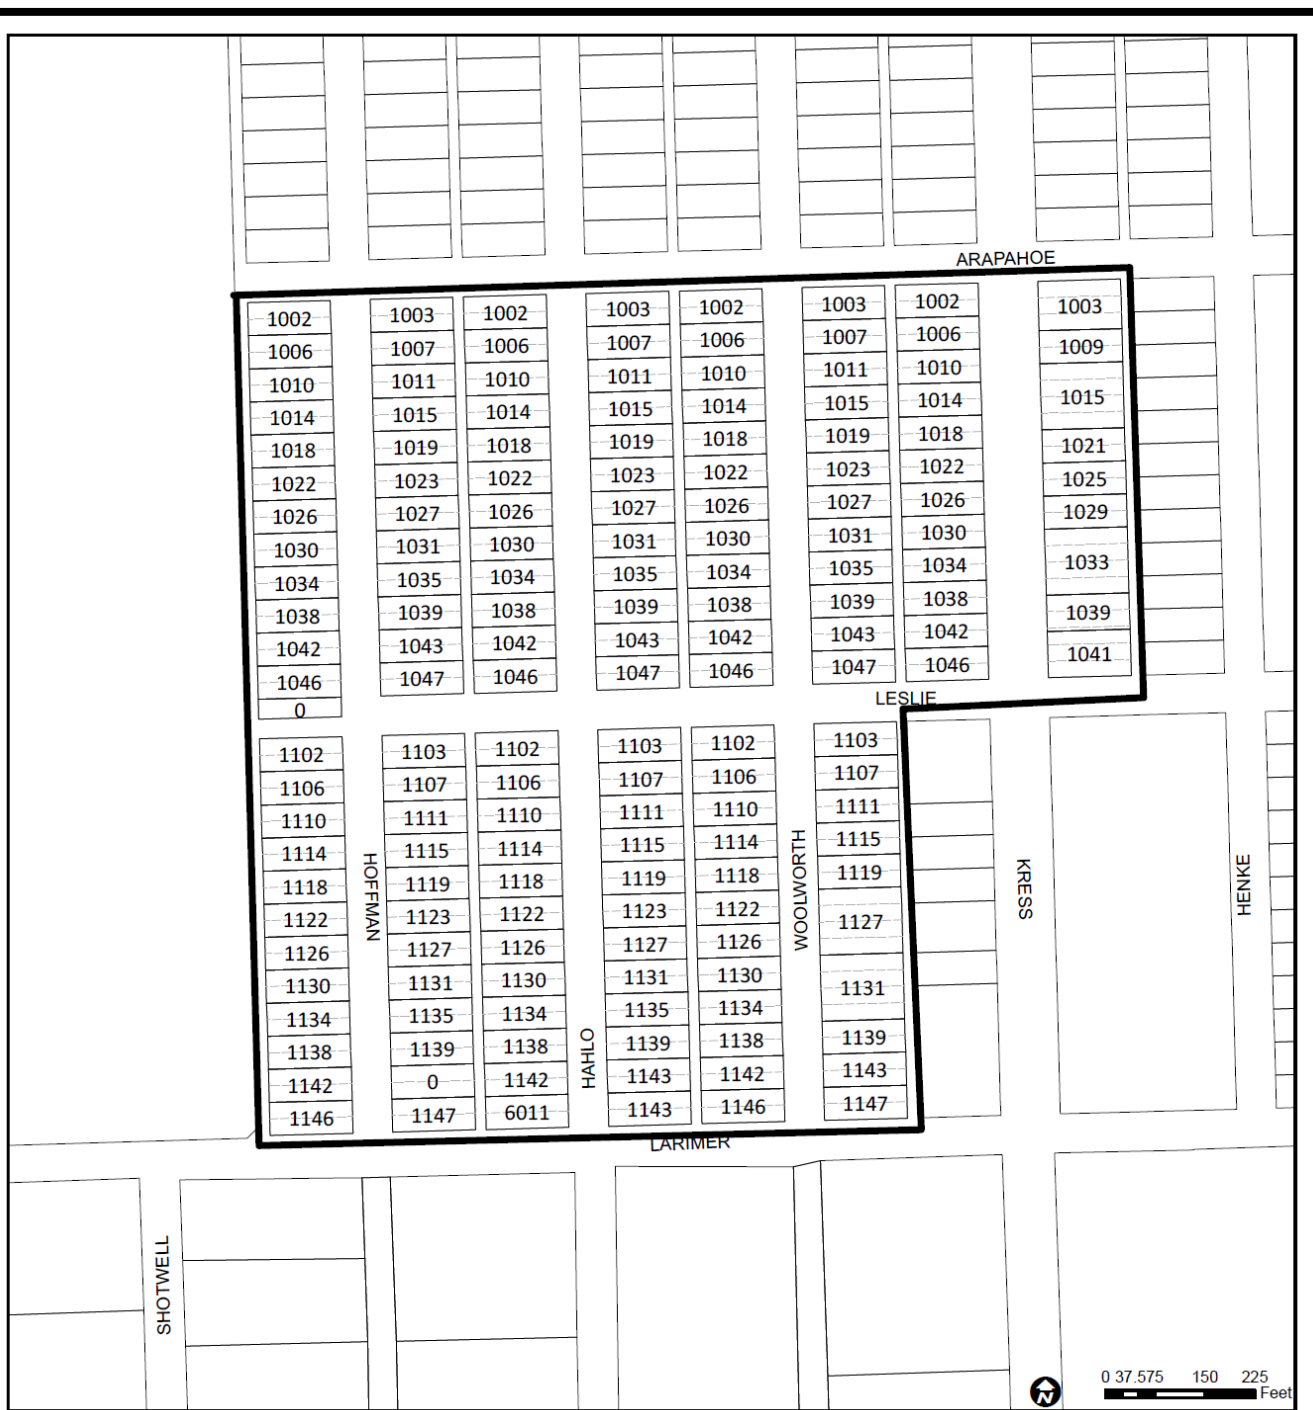 ARAPAHOE
1002 1003 1002 1003 1002 1003 1002 1003
1006 1007 1006 1007 1006 1007 1006 1009
1010 1011 1010 1011 1010 1011 1010 1015
1014 1015 1014 1015 1014 1015 1014
1018 1019 1018 1019 1018 1019 1018 1021
1022 1023 1022 1023 1022 1023 1022 1025
1026 1027 1026 1027 1026 1027 1026 1029
1030 1031 1030 1031 1030 1031 1030 1033
1034 1035 1034 1035 1034 1035 1034
1038 1039 1038 1039 1038 1039 1038 1039
1042 1043 1042 1043 1042 1043 1042 1041
1046 1047 1046 1047 1046 1047 1046
0
LESLIE
1102 1103 1102 1103 1102 1103
1106 1107 1106 1107 1106 1107
1110 1111 1110 1111 1110 1111
1114 1115 1114 1115 1114 1115
1118 1119 1118 1119 1118 1119
1122 1123 1122 1123 1122 1127
1126 1127 1126 1127 1126
1130 1131 1130 1131 1130 1131
1134 1135 1134 1135 1134
1138 1139 1138 1139 1138 1139
1142 0 1142 1143 1142 1143
1146 1147 6011 1143 1146 1147
HOFFMAN
HAHLO
WOOLWORTH
KRESS
HENKE
LARIMER
SHOTWELL
N
0 37.575 150 225
Feet